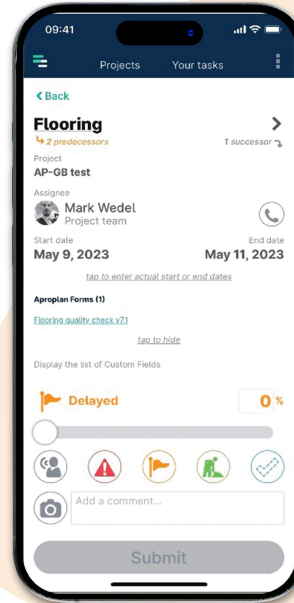 09:41
Projects Your tasks
Back
Flooring
2 predecessors 1 successor
Project
AP-GB test
Assignee
Mark Wedel
Project team
Start date End date
May 9, 2023 May 11, 2023
tap to enter actual start or end dates
Aproplan Forms (1)
Flooring quality check v7.1
tap to hide
Display the list of Custom Fields
Delayed 0 %
Add a comment...
Submit